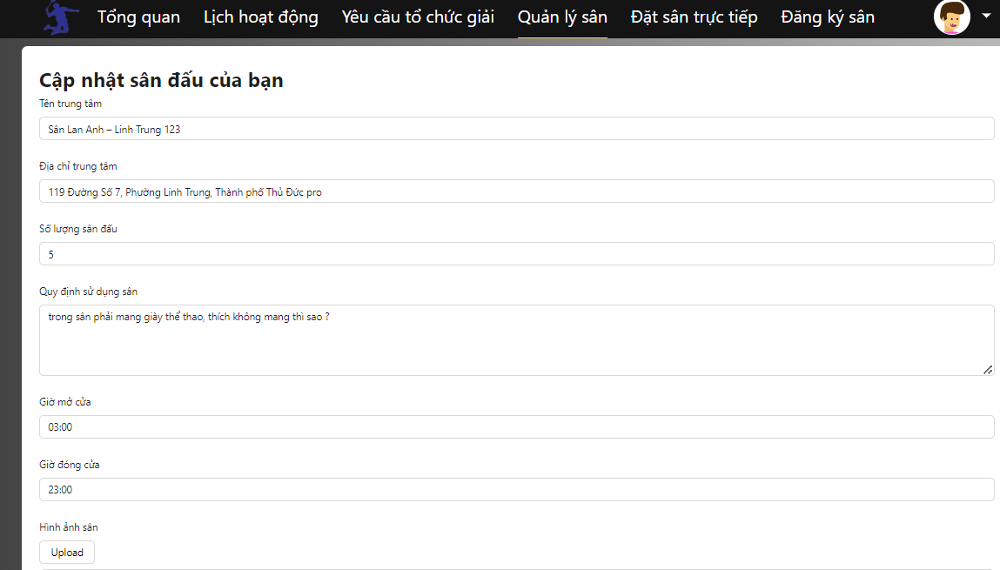 Tổng quan Lịch hoạt động Yêu cầu tổ chức giải Quản lý sân Đặt sân trực tiếp Đăng ký sân
Cập nhật sân đấu của bạn
Tên trung tâm
Sân Lan Anh – Linh Trung 123
Địa chỉ trung tâm
119 Đường Số 7, Phường Linh Trung, Thành phố Thủ Đức pro
Số lượng sân đấu
5
Quy định sử dụng sân
trong sân phải mang giày thể thao, thích không mang thì sao ?
Giờ mở cửa
03:00
Giờ đóng cửa
23:00
Hình ảnh sân
Upload